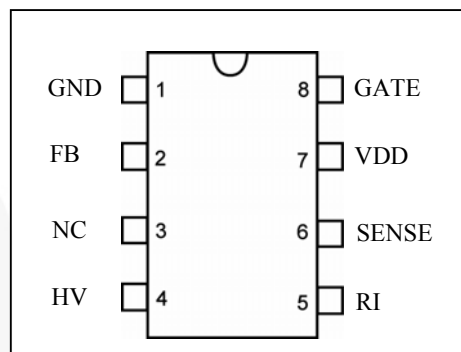 GND 1 8 GATE
FB 2 7 VDD
NC 3 6 SENSE
HV 4 5 RI